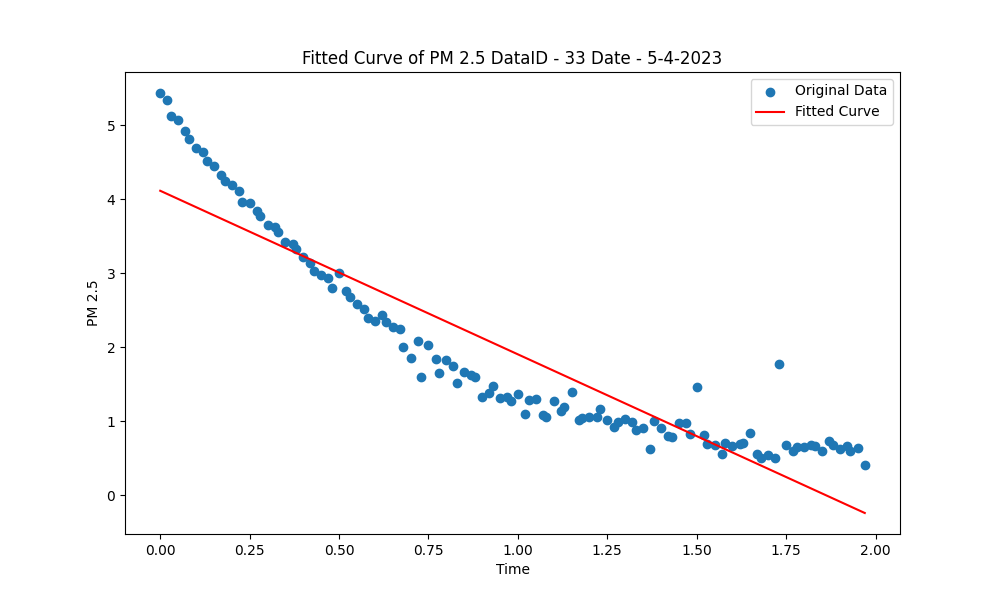 Fitted Curve of PM 2.5 DataID - 33 Date - 5-4-2023
Original Data
Fitted Curve
PM 2.5
5
4
3
2
1
0
0.00 0.25 0.50 0.75 1.00 1.25 1.50 1.75 2.00
Time